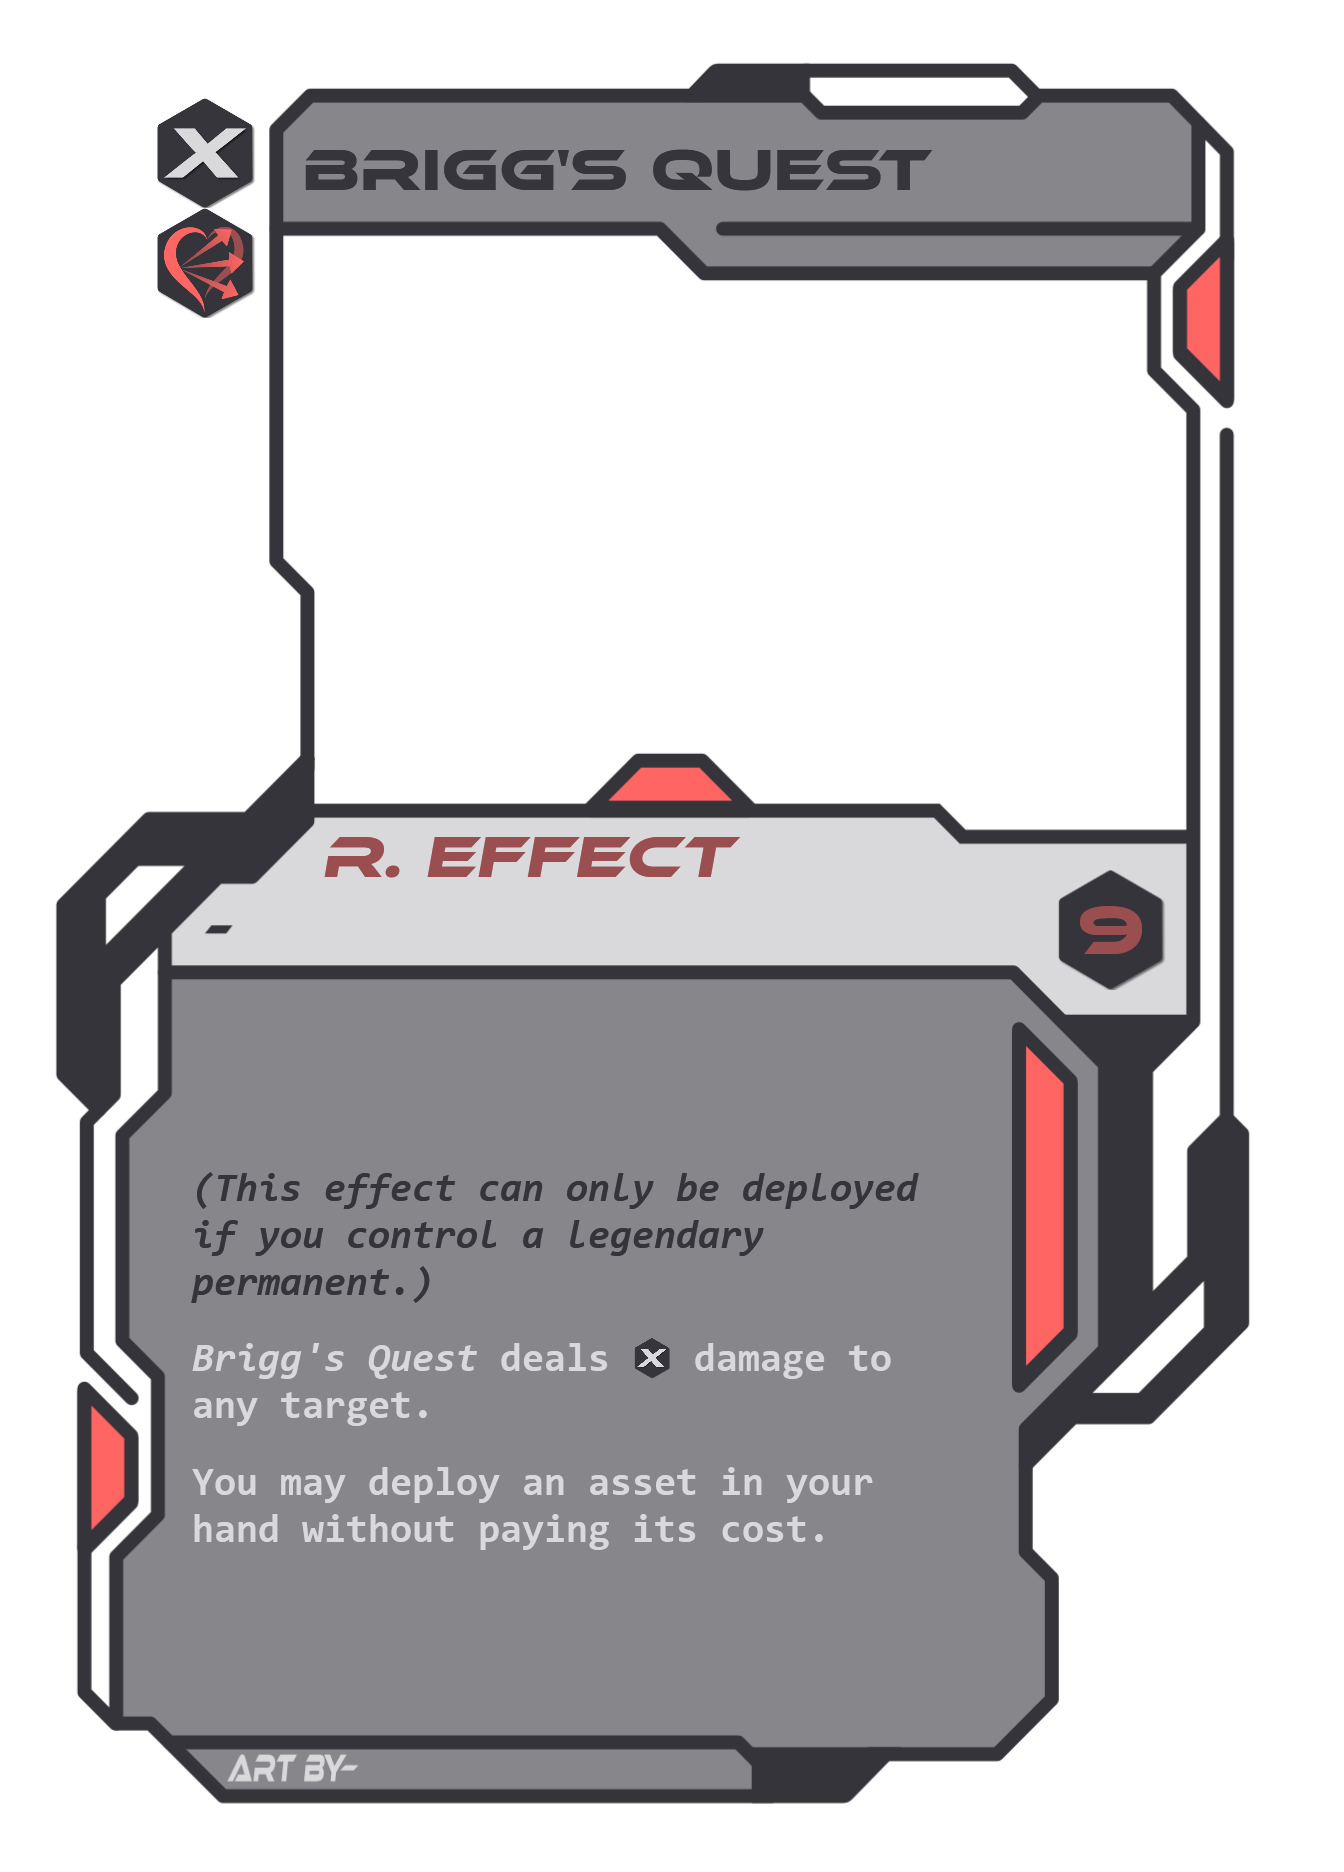 X
BRIGG'S QUEST
R. EFFECT
-
9
(This effect can only be deployed
if you control a legendary
permanent.)
Brigg's Quest deals X damage to
any target.
You may deploy an asset in your
hand without paying its cost.
ART BY-